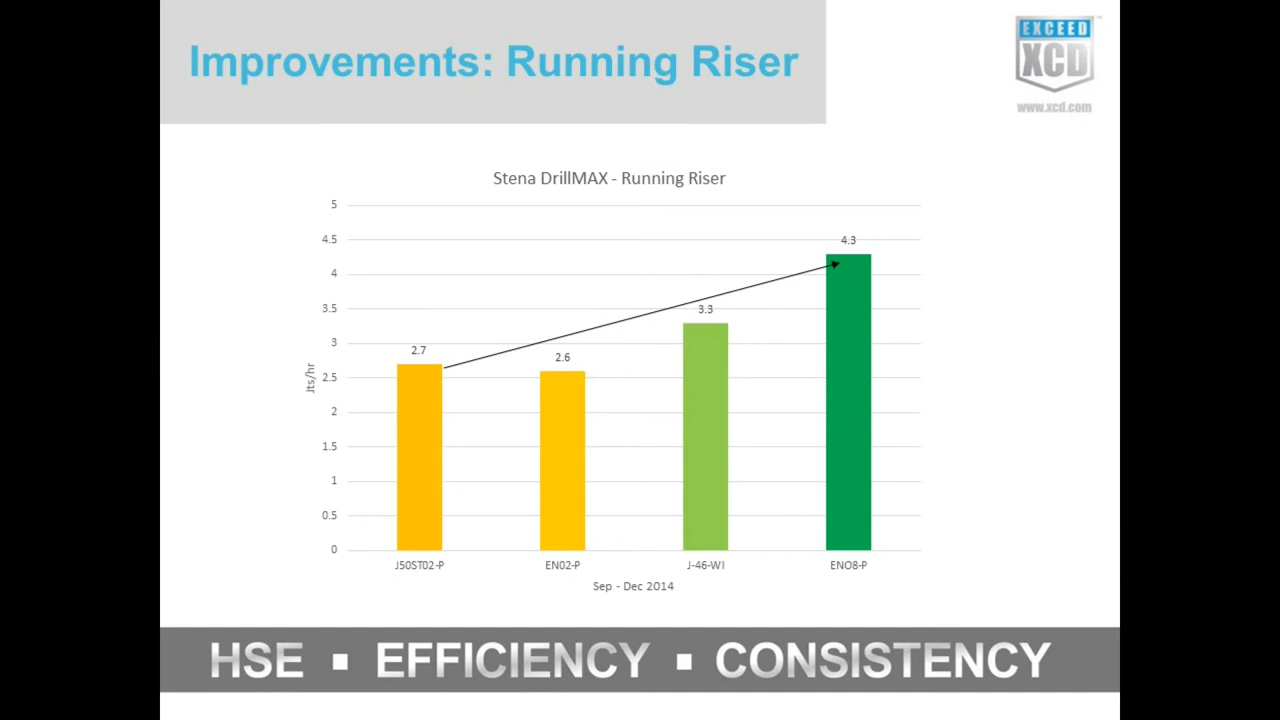 Improvements: Running Riser
EXCEED
XCD
www.xcd.com
Stena DrillMAX - Running Riser
5
4.5
4
3.5
3
2.5
2
1.5
1
0.5
0
Jts/hr
2.7
2.6
3.3
4.3
J50ST02-P EN02-P J-46-WI ENO8-P
Sep - Dec 2014
HSE ▪ EFFICIENCY ▪ CONSISTENCY